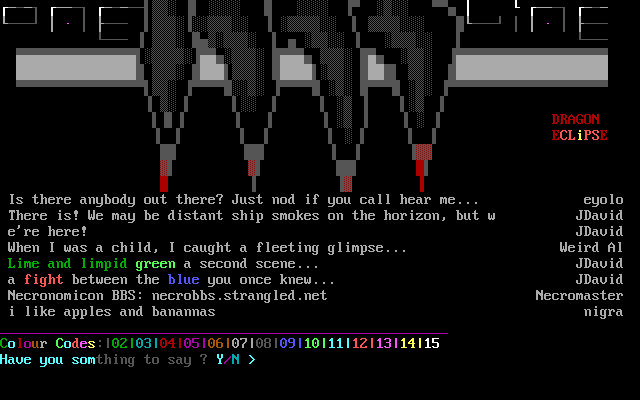 DRAGON
ECLiPSE
Is there anybody out there? Just nod if you call hear me... eyolo
There is! We may be distant ship smokes on the horizon, but w JDavid
e're here! JDavid
When I was a child, I caught a fleeting glimpse... Weird Al
Lime and limpid green a second scene... JDavid
a fight between the blue you once knew... JDavid
Necronomicon BBS: necrobbs.strangled.net Necromaster
i like apples and banannas nigra
Colour Codes:|02|03|04|05|06|07|08|09|10|11|12|13|14|15
Have you somthing to say ? Y/N >